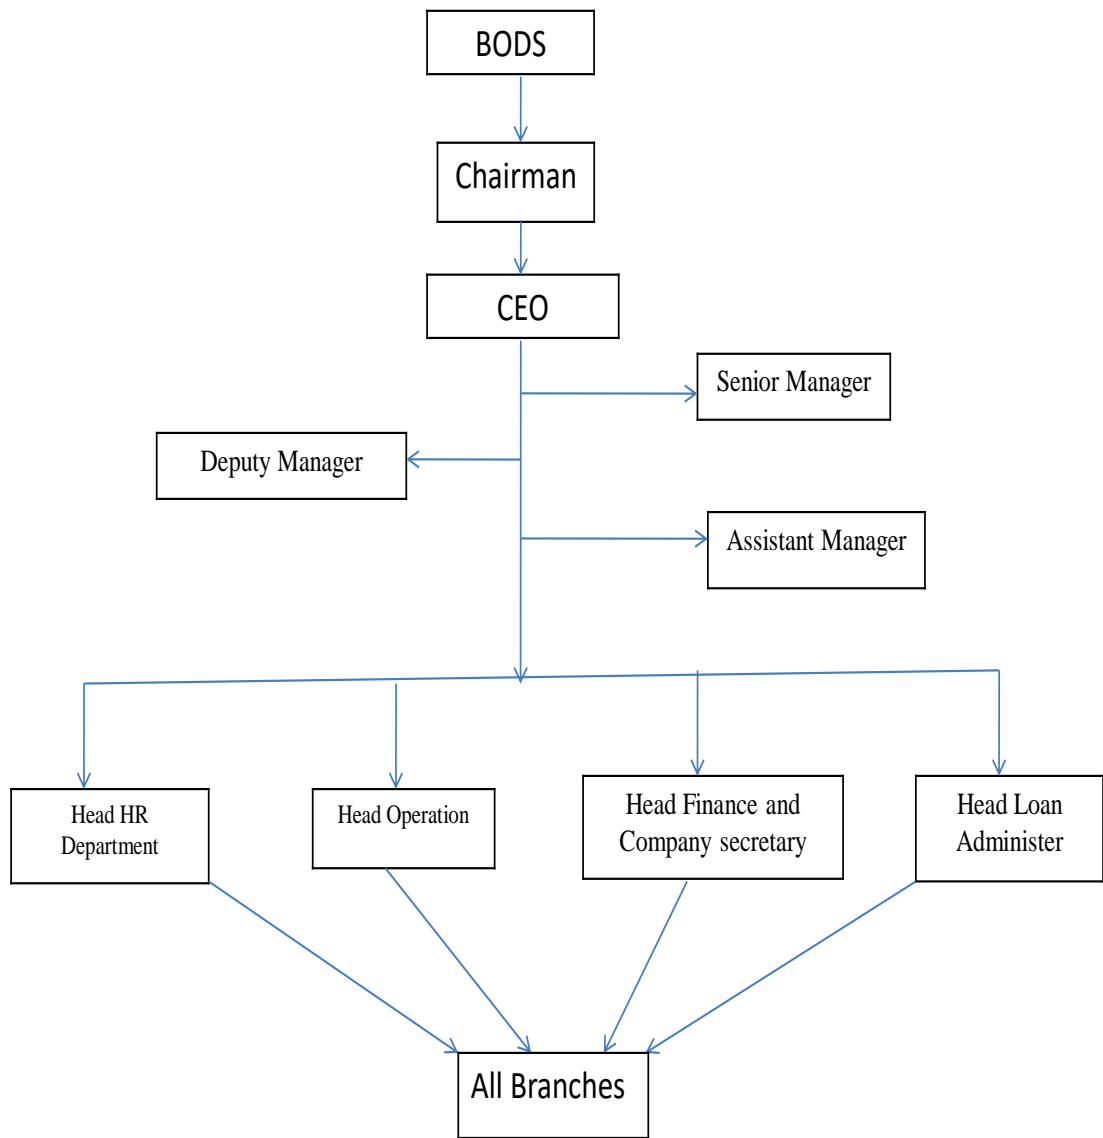 BODS
Chairman
CEO
Senior Manager
Deputy Manager
Assistant Manager
Head HR
Department
Head Operation
Head Finance and
Company secretary
Head Loan
Administer
All Branches